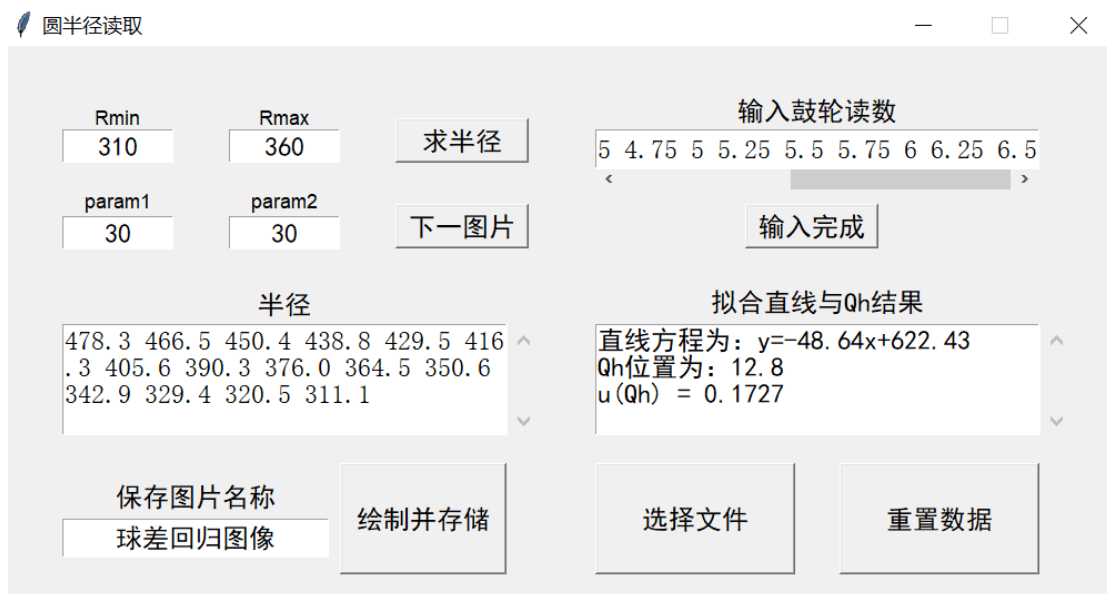 圆半径读取
Rmin
Rmax
310
360
求半径
param1
param2
30
30
下一图片
输入鼓轮读数
5 4.75 5 5.25 5.5 5.75 6 6.25 6.5
输入完成
半径
478.3 466.5 450.4 438.8 429.5 416
.3 405.6 390.3 376.0 364.5 350.6
342.9 329.4 320.5 311.1
拟合直线与Qh结果
直线方程为：y=-48.64x+622.43
Qh位置为：12.8
u(Qh) = 0.1727
保存图片名称
球差回归图像
绘制并存储
选择文件
重置数据